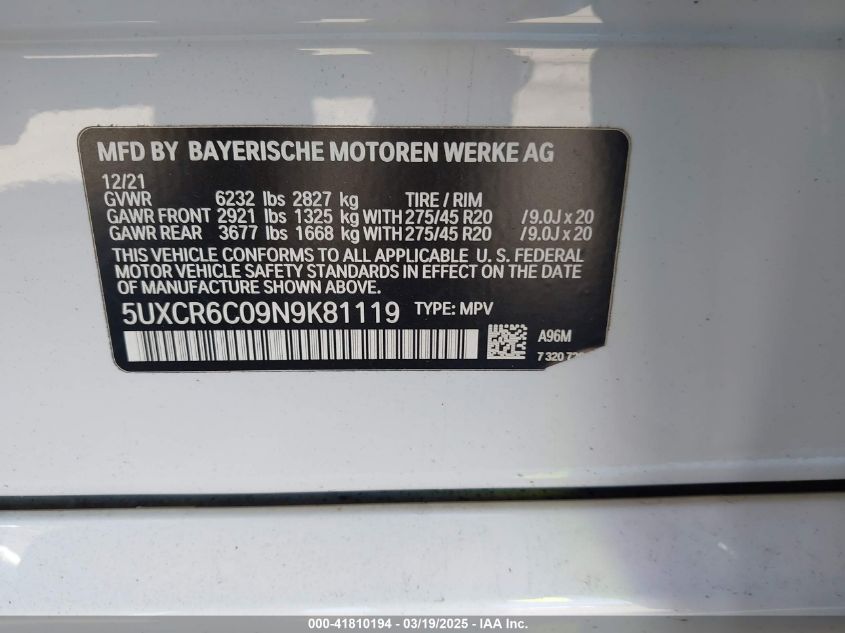 MFD BY BAYERISCHE MOTOREN WERKE AG
12/21
GVWR 6232 lbs 2827 kg TIRE / RIM
GAWR FRONT 2921 lbs 1325 kg WITH 275/45 R20 /9.0J x 20
GAWR REAR 3677 lbs 1668 kg WITH 275/45 R20 /9.0J x 20
THIS VEHICLE CONFORMS TO ALL APPLICABLE U. S. FEDERAL
MOTOR VEHICLE SAFETY STANDARDS IN EFFECT ON THE DATE
OF MANUFACTURE SHOWN ABOVE.
5UXCR6C09N9K81119 TYPE: MPV
A96M
7 320
000-41810194 — 03/19/2025 — IAA Inc.